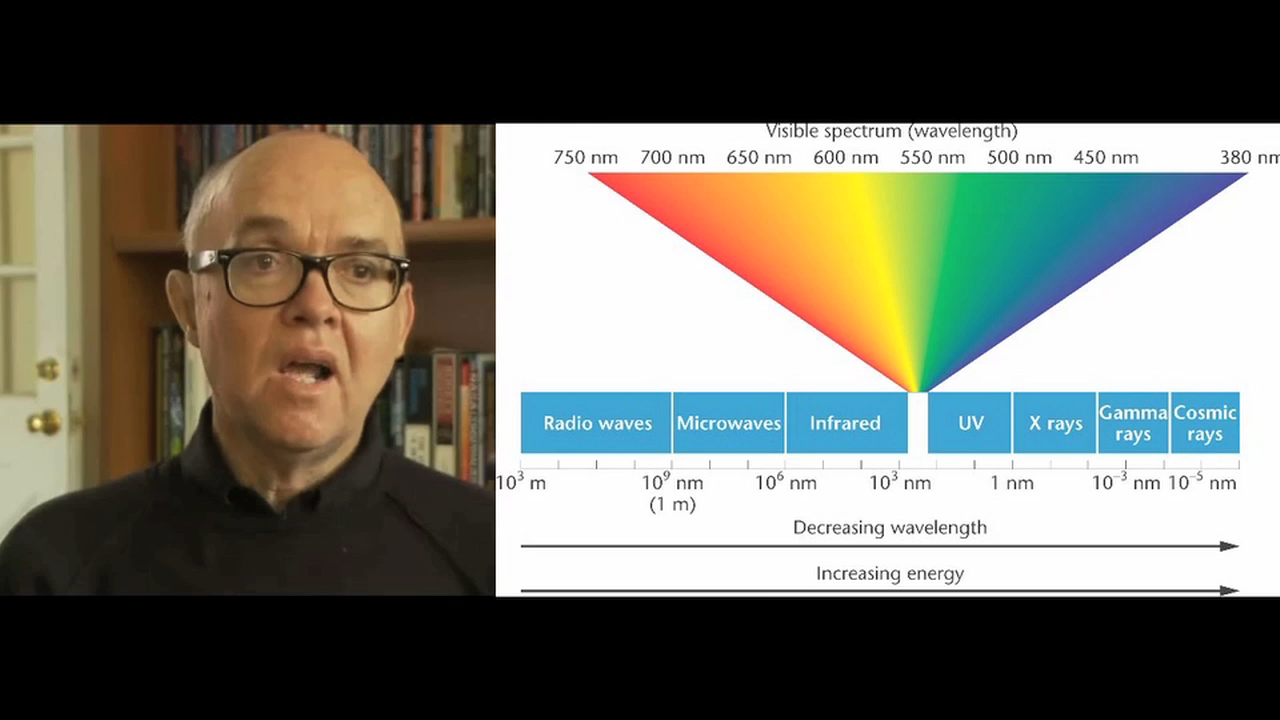 Visible spectrum (wavelength)
750 nm 700 nm 650 nm 600 nm 550 nm 500 nm 450 nm 380 nm
Radio waves Microwaves Infrared UV X rays Gamma rays Cosmic rays
10³ m 10⁹ nm (1 m) 10⁶ nm 10³ nm 1 nm 10⁻³ nm 10⁻⁵ nm
Decreasing wavelength
Increasing energy